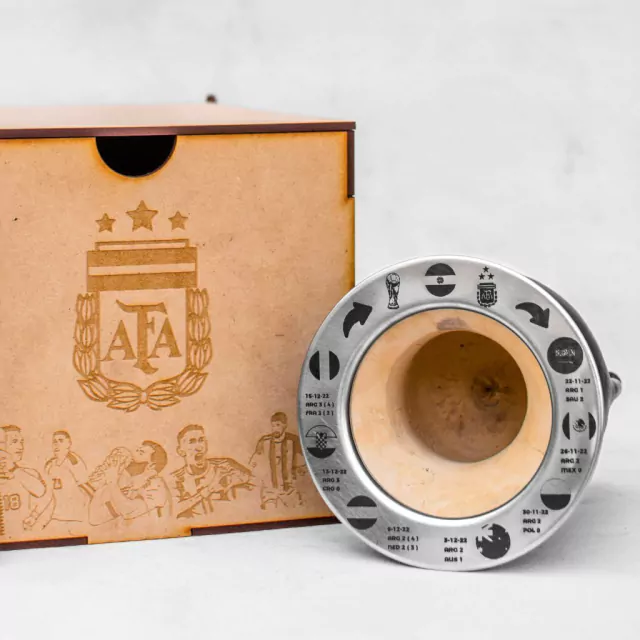 AFA
AFA
22-11-22
ARG 1
SAU 2
26-11-22
ARG 2
MEX 0
30-11-22
ARG 2
POL 0
3-12-22
ARG 2
AUS 1
9-12-22
ARG 2 ( 4 )
NED 2 ( 3 )
13-12-22
ARG 3
CRO 0
18-12-22
ARG 3 ( 4 )
FRA 3 ( 2 )